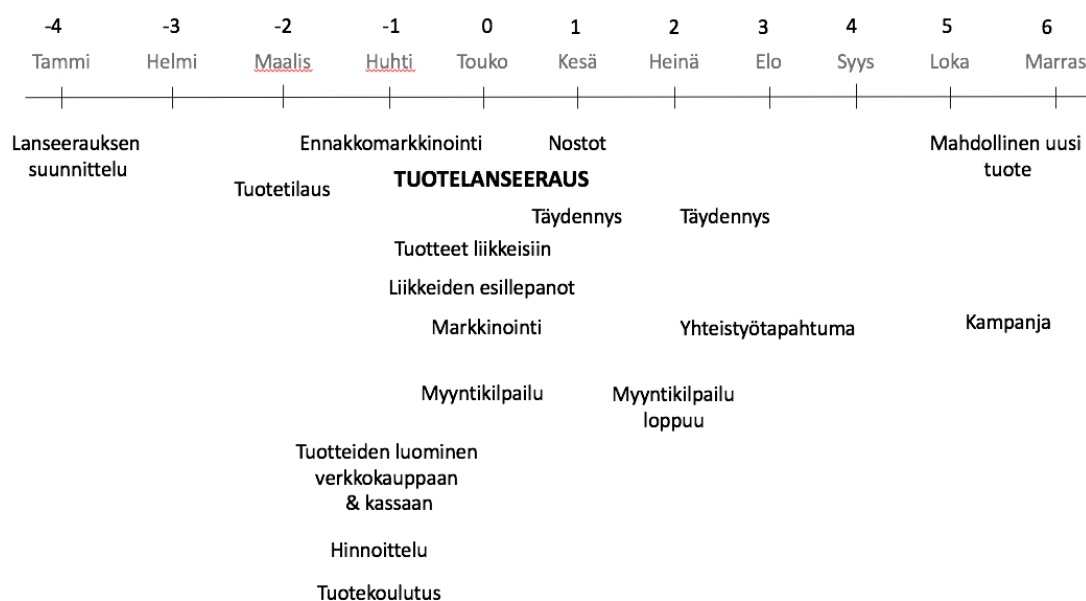 -4 -3 -2 -1 0 1 2 3 4 5 6
Tammi Helmi Maalis Huhti Touko Kesä Heinä Elo Syys Loka Marras
Lanseerauksen
suunnittelu
Ennakkomarkkinointi
Nostot
Mahdollinen uusi
tuote
Tuotetilaus
TUOTELANSEERAUS
Täydennys
Täydennys
Tuotteet liikkeisiin
Liikkeiden esillepanot
Markkinointi
Yhteistyötapahtuma
Kampanja
Myyntikilpailu
Myyntikilpailu
loppuu
Tuotteiden luominen
verkkokauppaan
& kassaan
Hinnoittelu
Tuotekoulutus